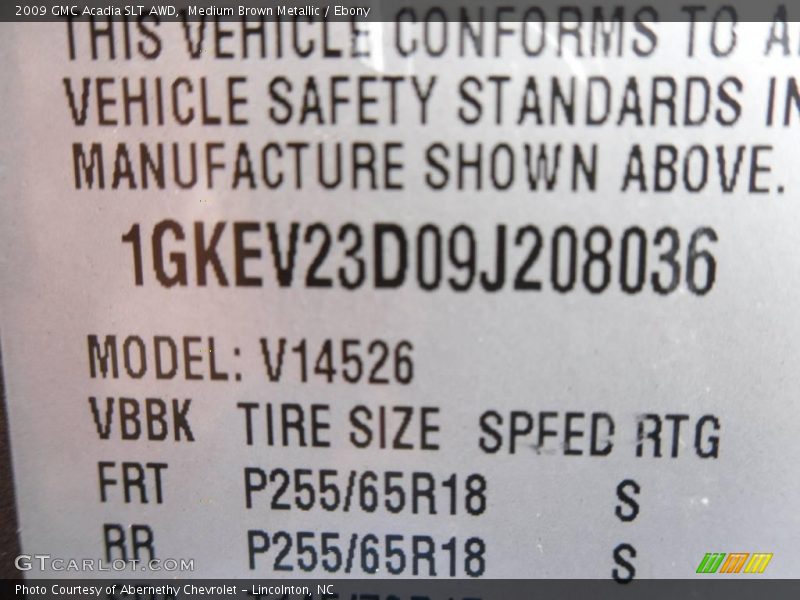 2009 GMC Acadia SLT AWD, Medium Brown Metallic / Ebony
THIS VEHICLE CONFORMS TO
VEHICLE SAFETY STANDARDS IN
MANUFACTURE SHOWN ABOVE.
1GKEV23D09J208036
MODEL: V14526
VBBK TIRE SIZE SPEED RTG
FRT P255/65R18 S
RR P255/65R18 S
GTCARLOT.COM
Photo Courtesy of Abernethy Chevrolet – Lincolnton, NC